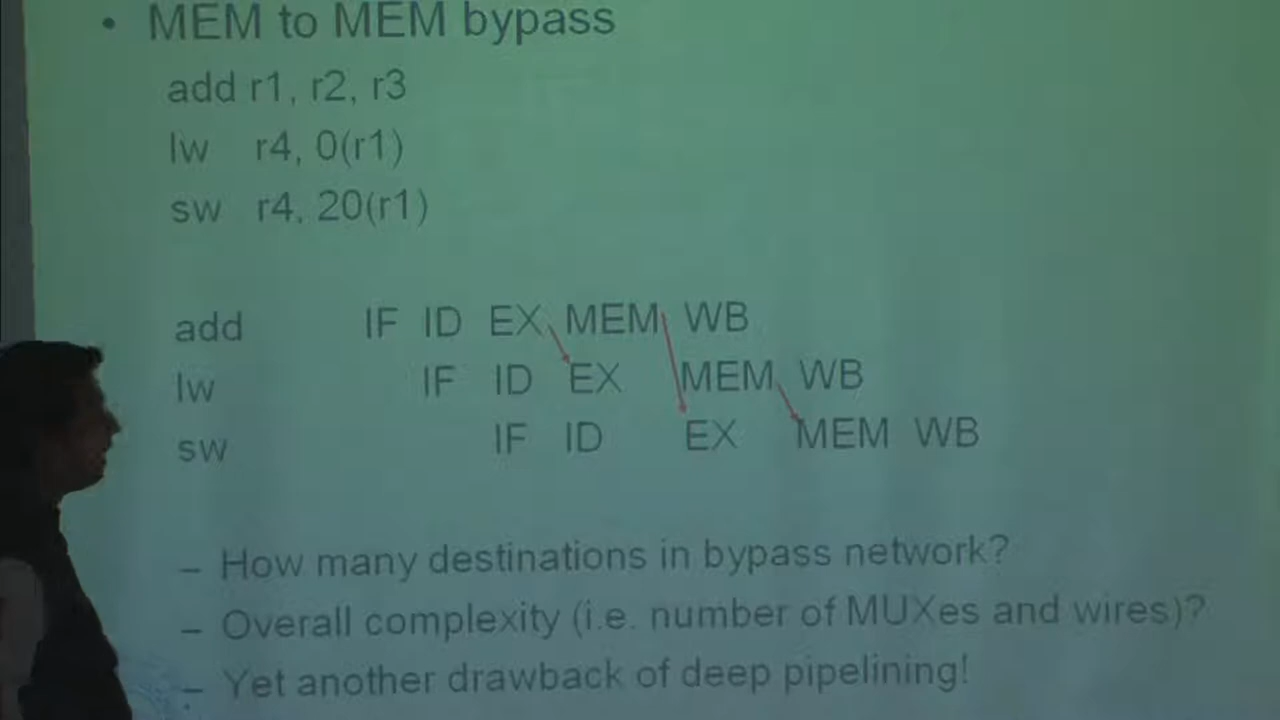 • MEM to MEM bypass
add r1, r2, r3
lw r4, 0(r1)
sw r4, 20(r1)
add IF ID EX MEM WB
lw IF ID EX MEM WB
sw IF ID EX MEM WB
– How many destinations in bypass network?
– Overall complexity (i.e. number of MUXes and wires)?
– Yet another drawback of deep pipelining!